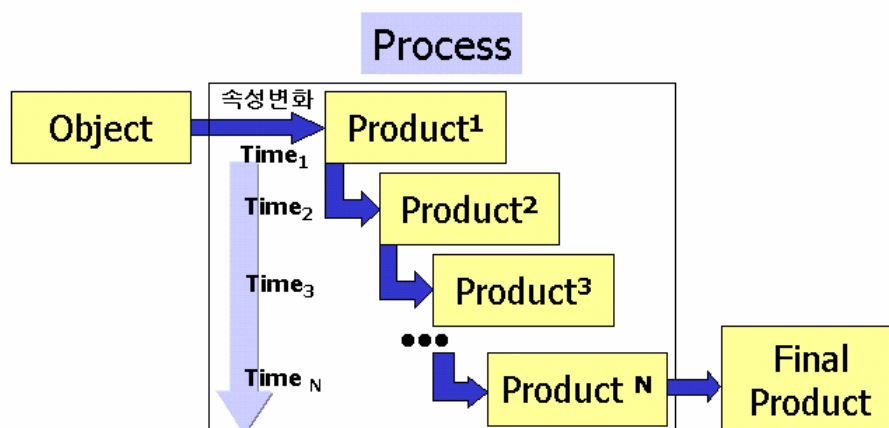 Process
속성변화
Object
Product¹
Time₁
Time₂
Product²
Time₃
Product³
●●●
Time N
Product N
Final
Product